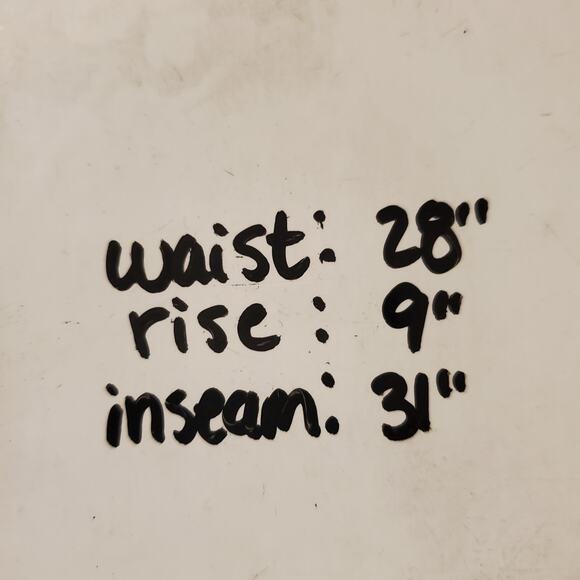 waist: 28"
rise : 9"
inseam: 31"